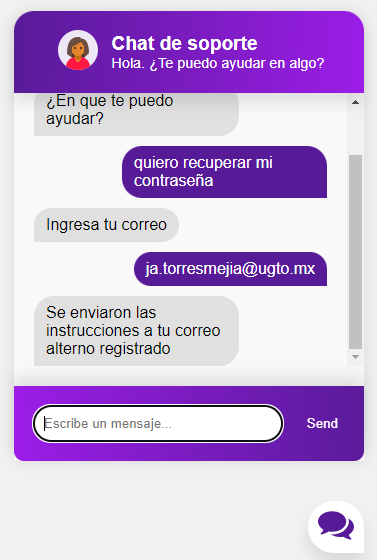 Chat de soporte
Hola. ¿Te puedo ayudar en algo?
¿En que te puedo
ayudar?
quiero recuperar mi
contraseña
Ingresa tu correo
ja.torresmejia@ugto.mx
Se enviaron las
instrucciones a tu correo
alterno registrado
Escribe un mensaje...
Send